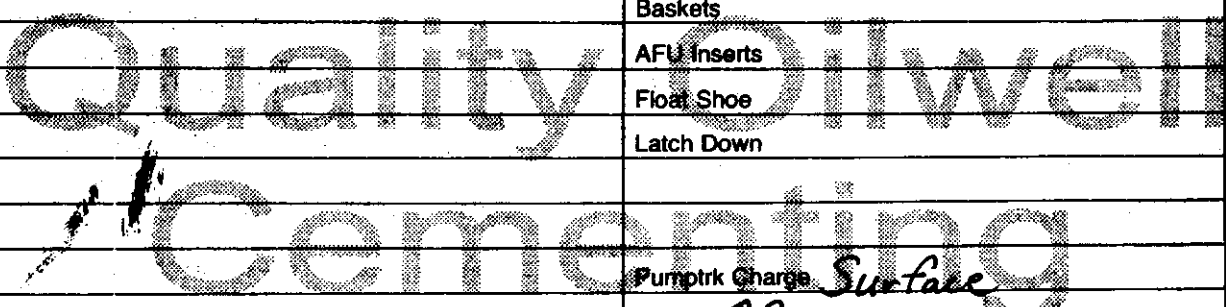 Baskets
Quality Oilwell
AFU Inserts
Float Shoe
Latch Down
Cementing
Pumptrk Charge Surface